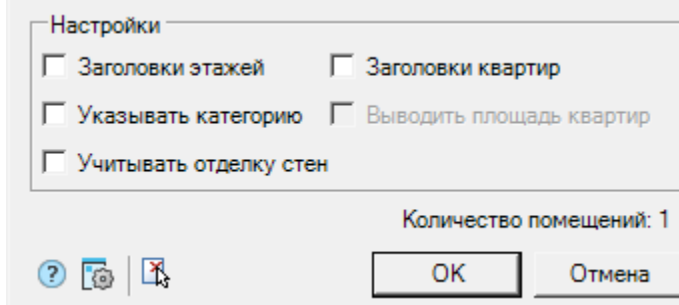 Настройки
Заголовки этажей Заголовки квартир
Указывать категорию Выводить площадь квартир
Учитывать отделку стен
Количество помещений: 1
? OK Отмена